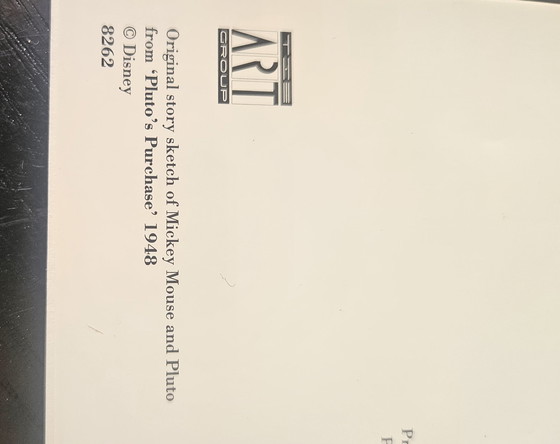 THE
ART
GROUP
Original story sketch of Mickey Mouse and Pluto
from ‘Pluto’s Purchase’ 1948
© Disney
8262